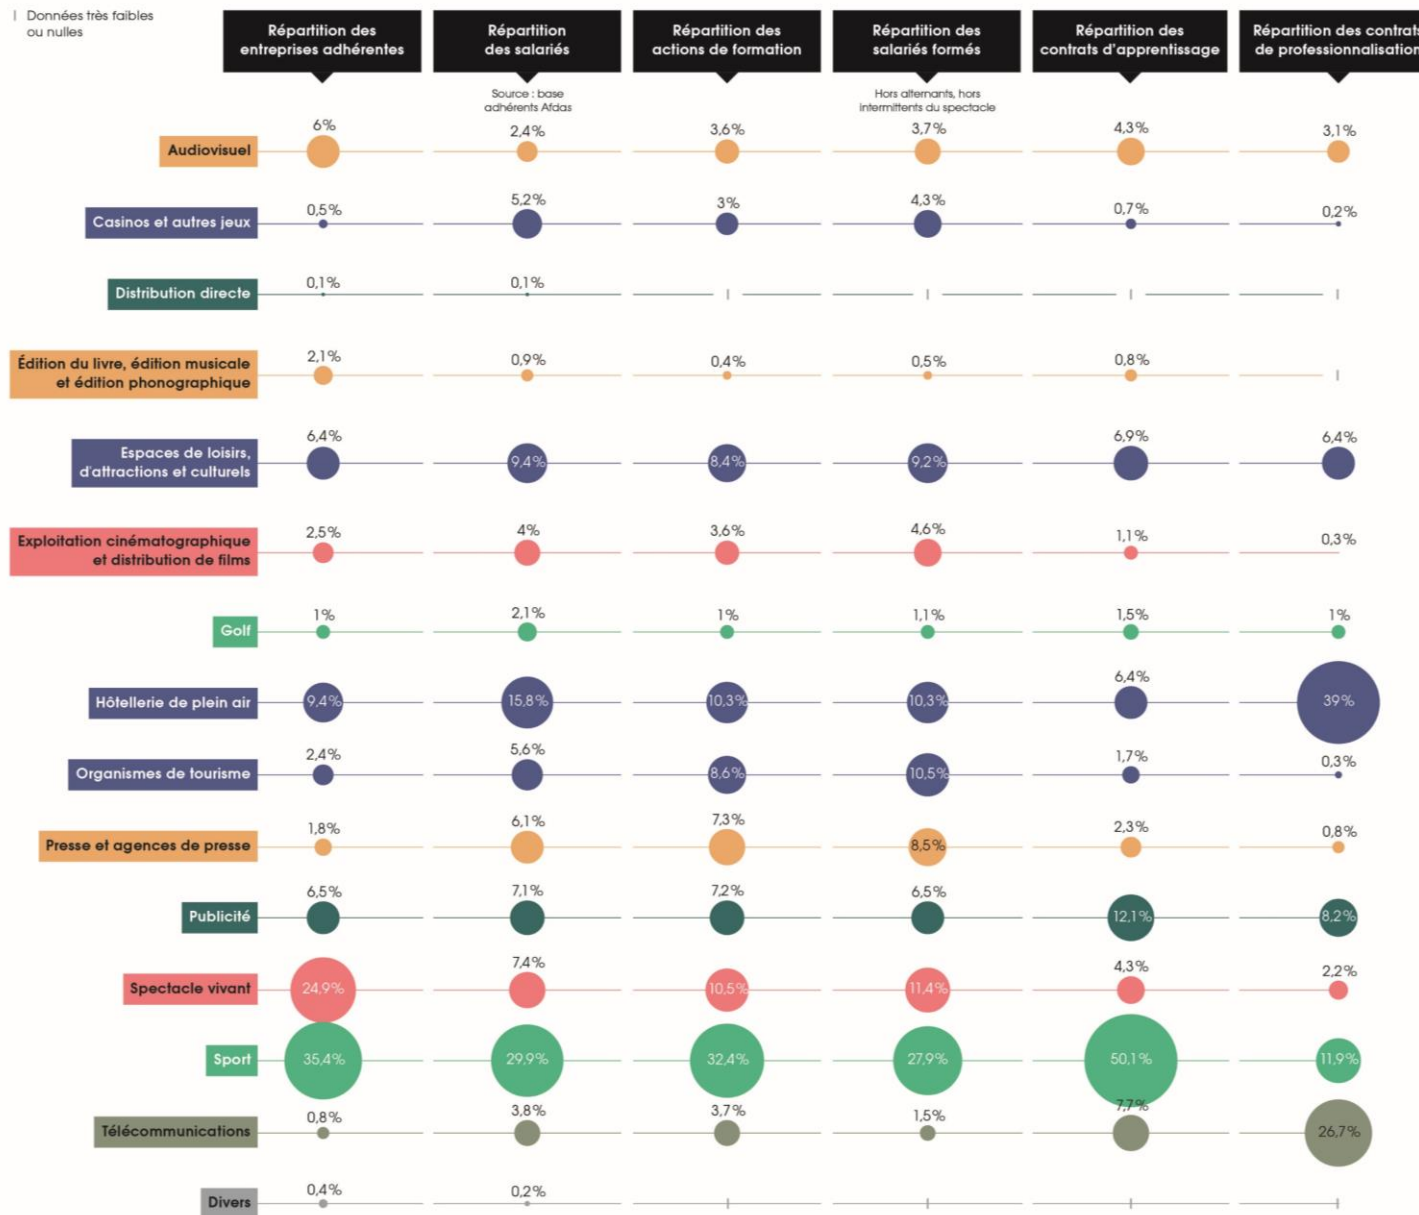 Données très faibles
ou nulles
Répartition des
entreprises adhérentes
Répartition
des salariés
Répartition des
actions de formation
Répartition des
salariés formés
Répartition des
contrats d'apprentissage
Répartition des contrats
de professionnalisation
Source : base
adhérents Afdas
Hors alternants, hors
intermittents du spectacle
Audiovisuel
6%
2,4%
3,6%
3,7%
4,3%
3,1%
Casinos et autres jeux
0,5%
5,2%
3%
4,3%
0,7%
0,2%
Distribution directe
0,1%
0,1%
Édition du livre, édition musicale
et édition phonographique
2,1%
0,9%
0,4%
0,5%
0,8%
Espaces de loisirs,
d'attractions et culturels
6,4%
9,4%
8,4%
9,2%
6,9%
6,4%
Exploitation cinématographique
et distribution de films
2,5%
4%
3,6%
4,6%
1,1%
0,3%
Golf
1%
2,1%
1%
1,1%
1,5%
1%
Hôtellerie de plein air
9,4%
15,8%
10,3%
10,3%
6,4%
39%
Organismes de tourisme
2,4%
5,6%
8,6%
10,5%
1,7%
0,3%
Presse et agences de presse
1,8%
6,1%
7,3%
8,5%
2,3%
0,8%
Publicité
6,5%
7,1%
7,2%
6,5%
12,1%
8,2%
Spectacle vivant
24,9%
7,4%
10,5%
11,4%
4,3%
2,2%
Sport
35,4%
29,9%
32,4%
27,9%
50,1%
11,9%
Télécommunications
0,8%
3,8%
3,7%
1,5%
7,7%
26,7%
Divers
0,4%
0,2%